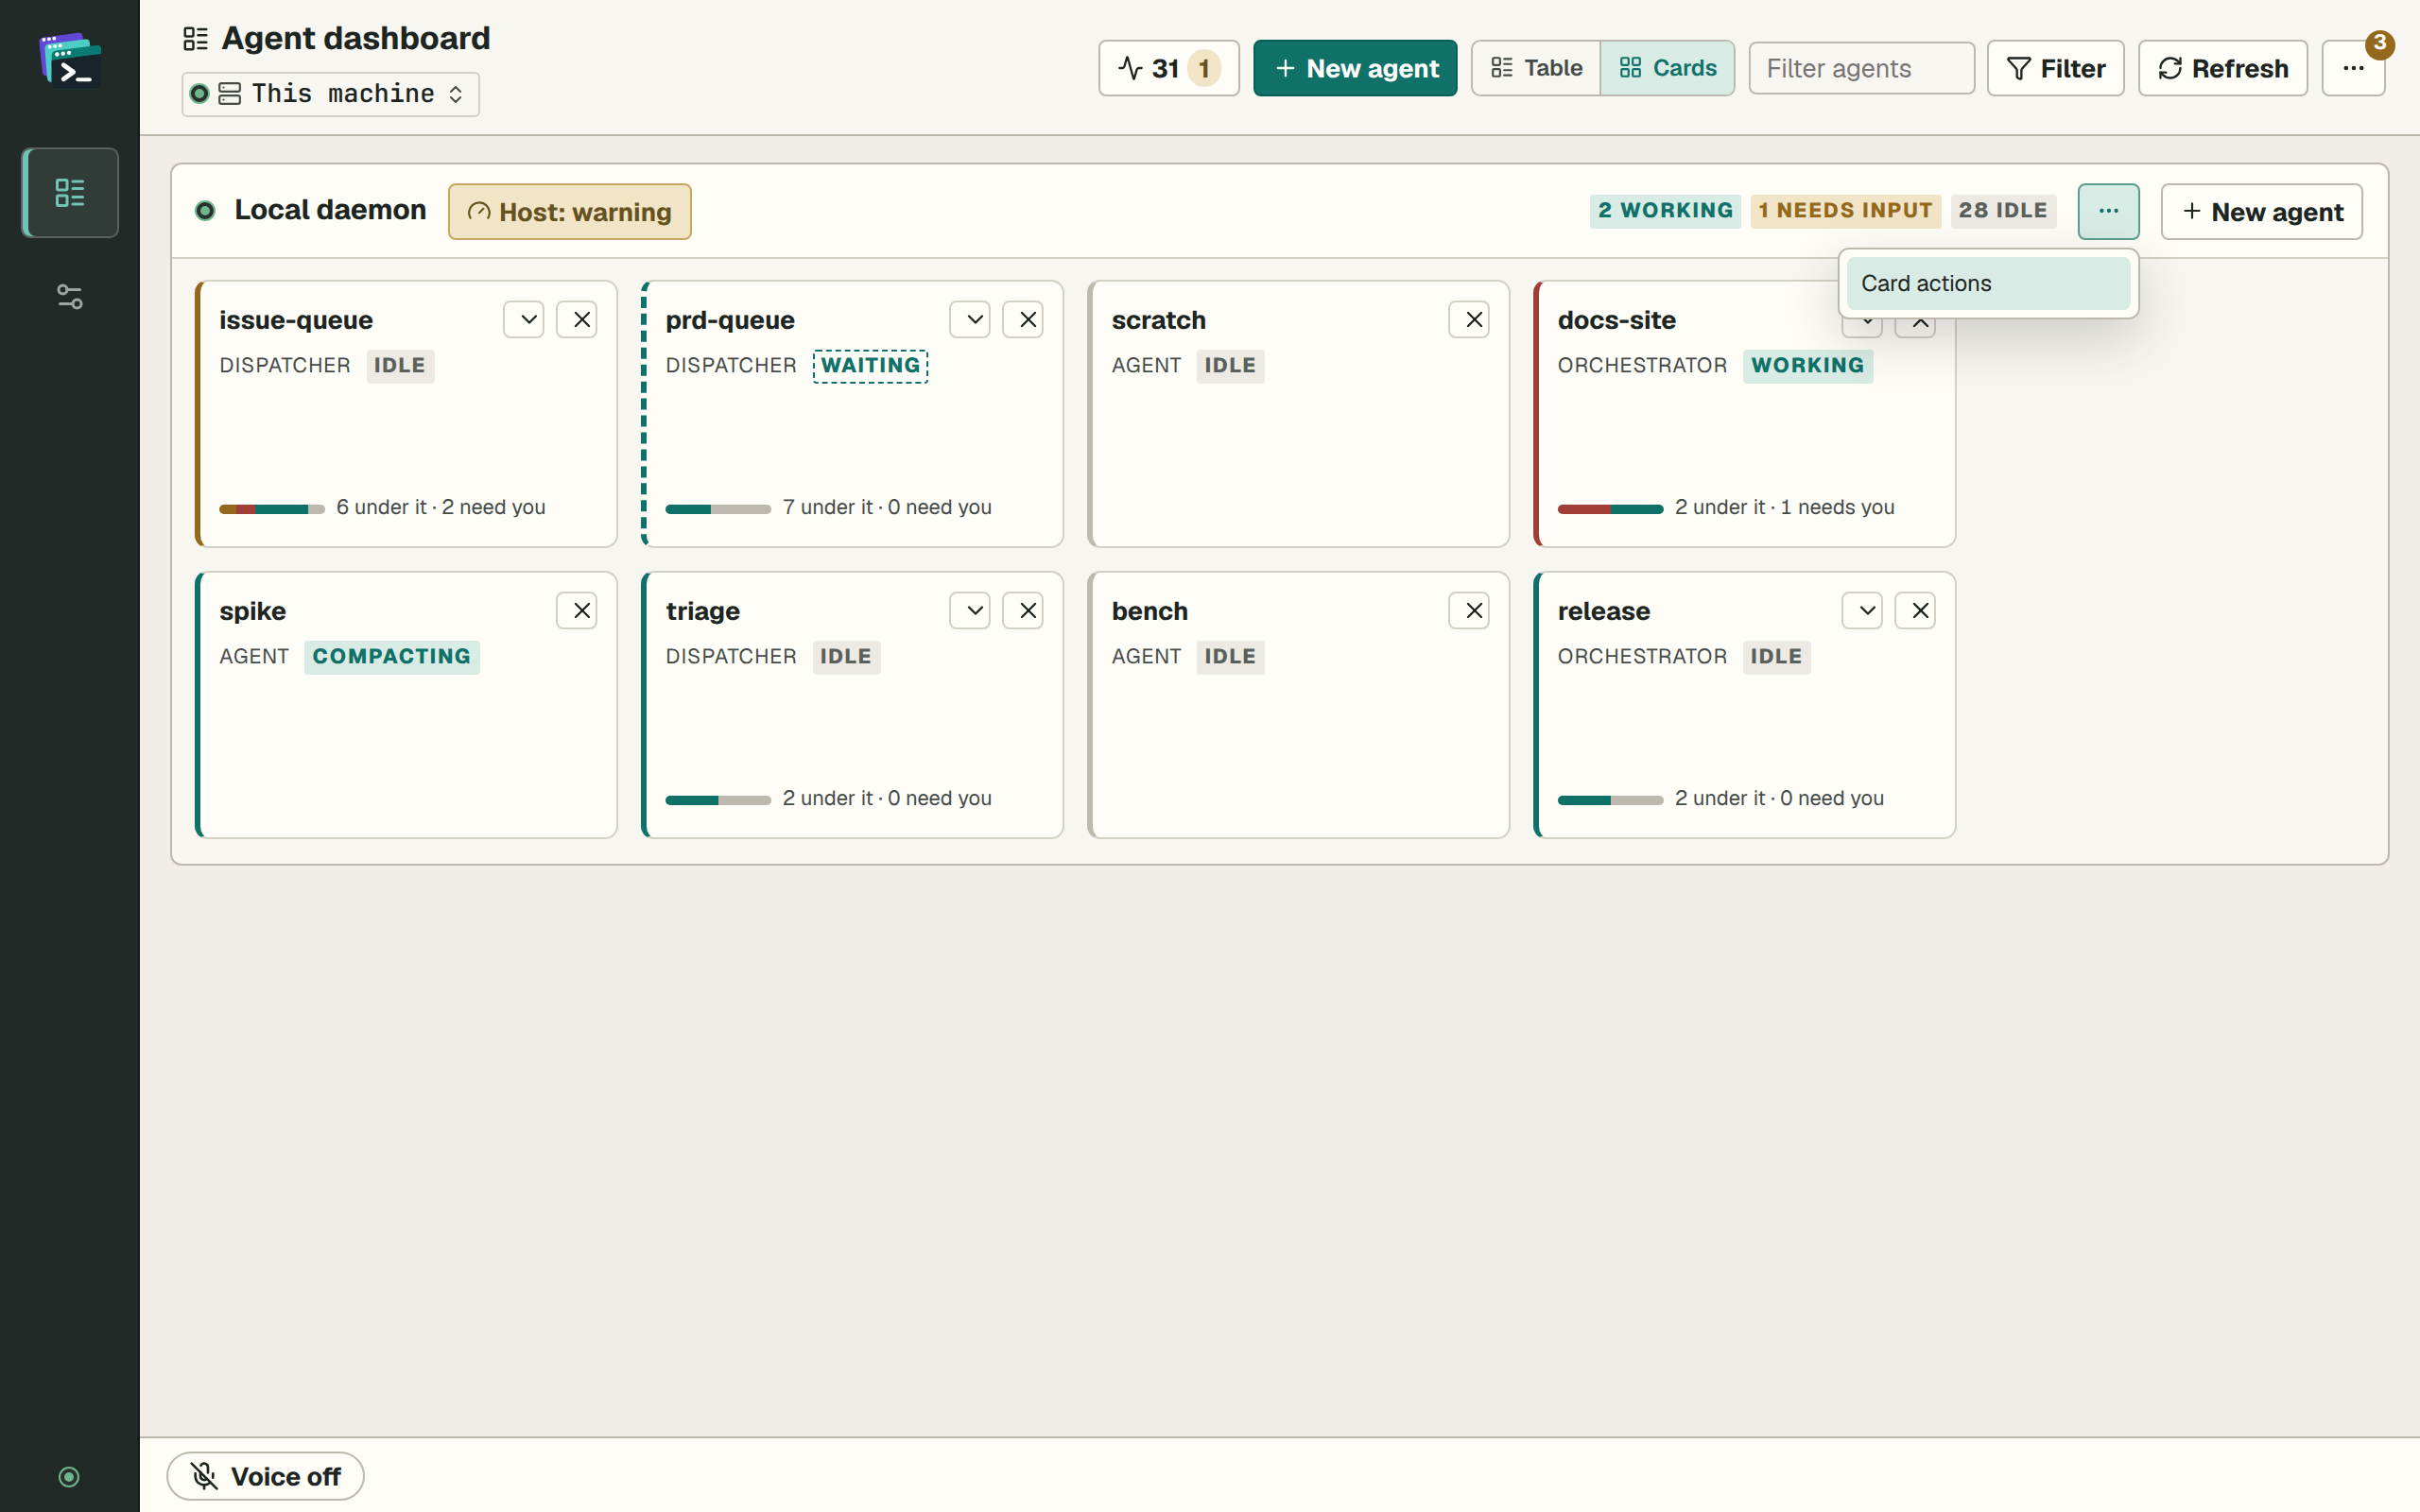 Agent dashboard
This machine
31 1
New agent
Table
Cards
Filter agents
Filter
Refresh
3
Local daemon
Host: warning
2 WORKING
1 NEEDS INPUT
28 IDLE
New agent
Card actions
issue-queue
DISPATCHER IDLE
6 under it · 2 need you
prd-queue
DISPATCHER WAITING
7 under it · 0 need you
scratch
AGENT IDLE
docs-site
ORCHESTRATOR WORKING
2 under it · 1 needs you
spike
AGENT COMPACTING
triage
DISPATCHER IDLE
2 under it · 0 need you
bench
AGENT IDLE
release
ORCHESTRATOR IDLE
2 under it · 0 need you
Voice off